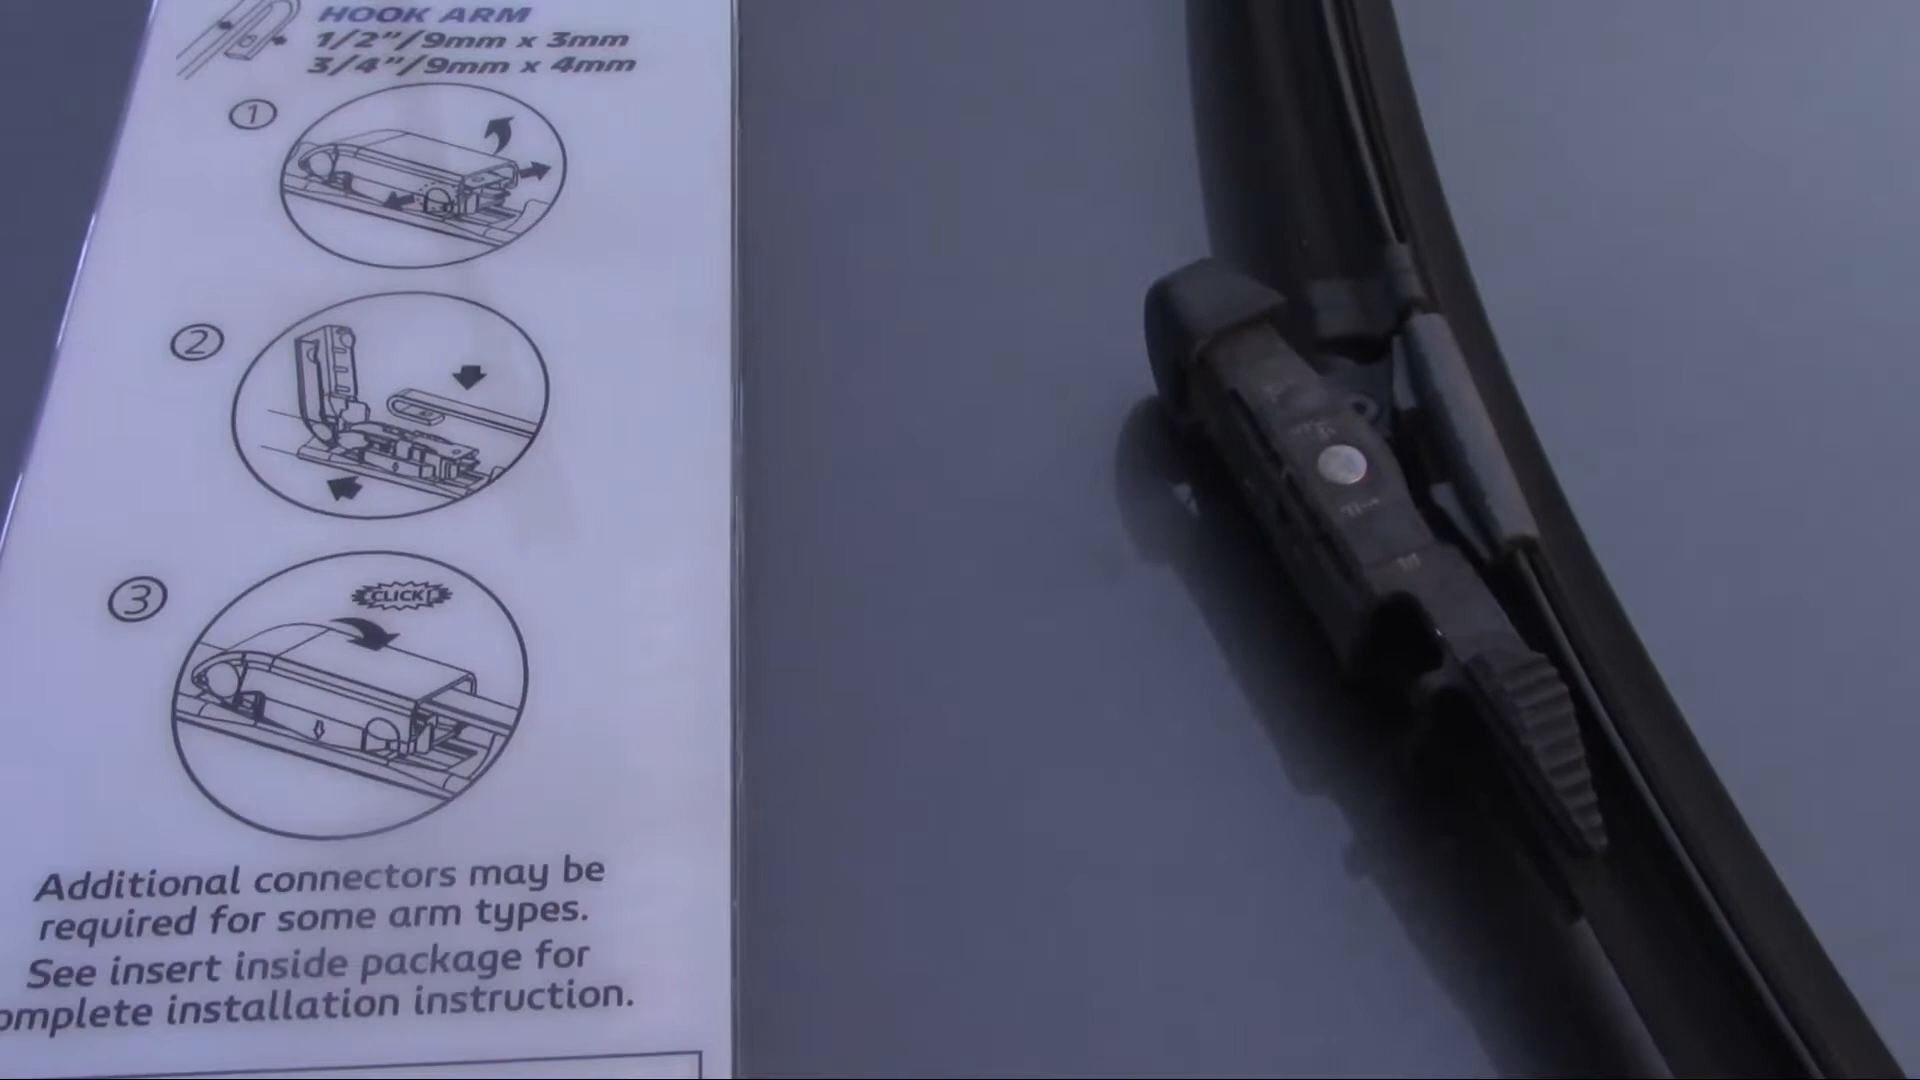 HOOK ARM
1/2"/9mm x 3mm
3/4"/9mm x 4mm
1
2
3
CLICK!
Additional connectors may be
required for some arm types.
See insert inside package for
omplete installation instruction.